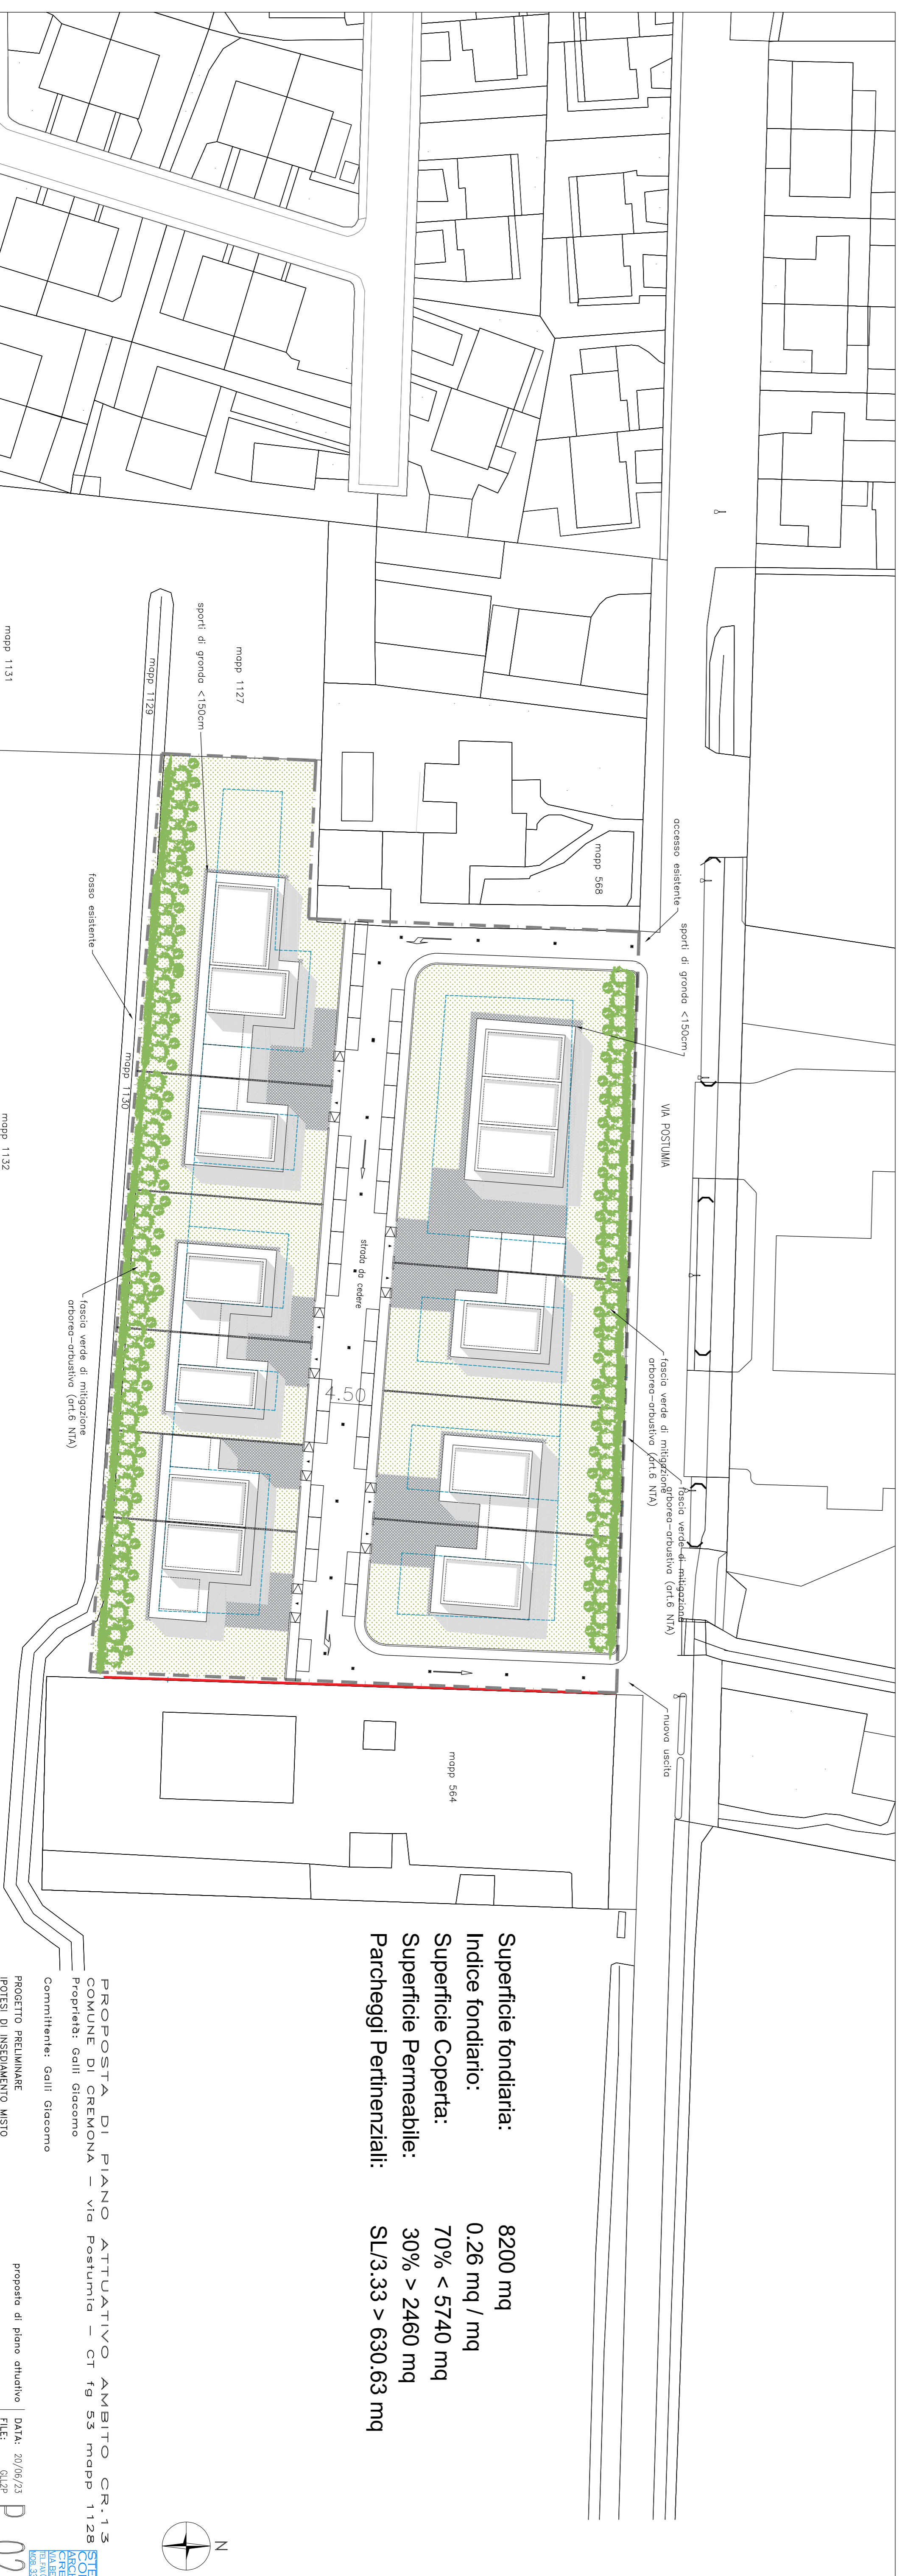 mapp 1131
mapp 1129
mapp 1127
sporti di gronda <150cm
fosso esistente
mapp 1130
mapp 1132
mapp 568
accesso esistente
sporti di gronda <150cm
VIA POSTUMIA
strada da cedere
4.50
fascia verde di mitigazione
arborea-arbustiva (art.6 NTA)
fascia verde di mitigazione
arborea-arbustiva (art.6 NTA)
fascia verde di mitigazione
arborea-arbustiva (art.6 NTA)
nuova uscita
mapp 564
Superficie fondiaria: 8200 mq
Indice fondiario: 0.26 mq / mq
Superficie Coperta: 70% < 5740 mq
Superficie Permeabile: 30% > 2460 mq
Parcheggi Pertinenziali: SL/3.33 > 630.63 mq
PROPOSTA DI PIANO ATTUATIVO AMBITO CR.13
COMUNE DI CREMONA - via Postumia - CT fg 53 mapp 1128
Proprietà: Galli Giacomo
Committente: Galli Giacomo
PROGETTO PRELIMINARE
IPOTESI DI INSEDIAMENTO MISTO
proposta di piano attuativo
DATA: 20/06/23
FILE: GLL2P
N